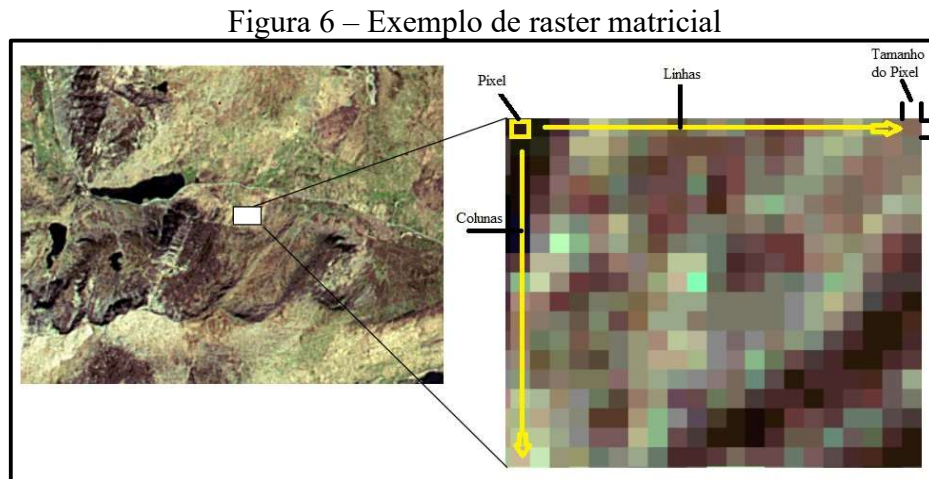 Figura 6 – Exemplo de raster matricial
Tamanho
do Pixel
Pixel
Linhas
Colunas